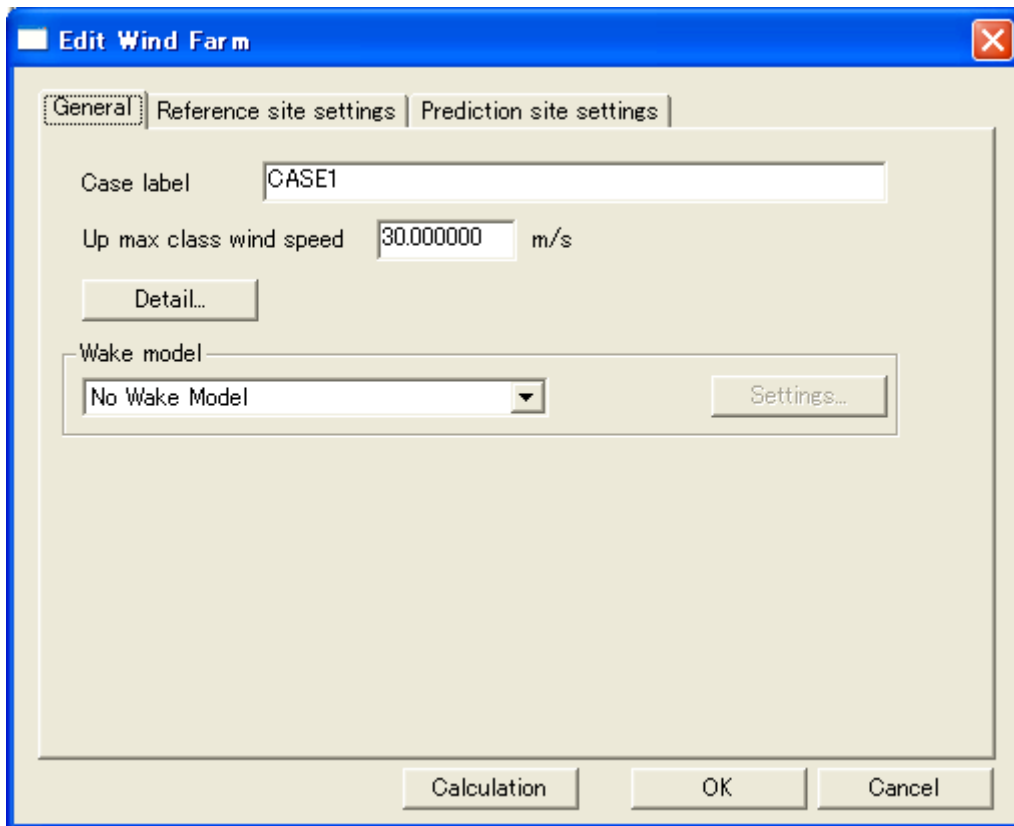 Edit Wind Farm
General Reference site settings Prediction site settings
Case label CASE1
Up max class wind speed 30.000000 m/s
Detail...
Wake model
No Wake Model Settings...
Calculation OK Cancel